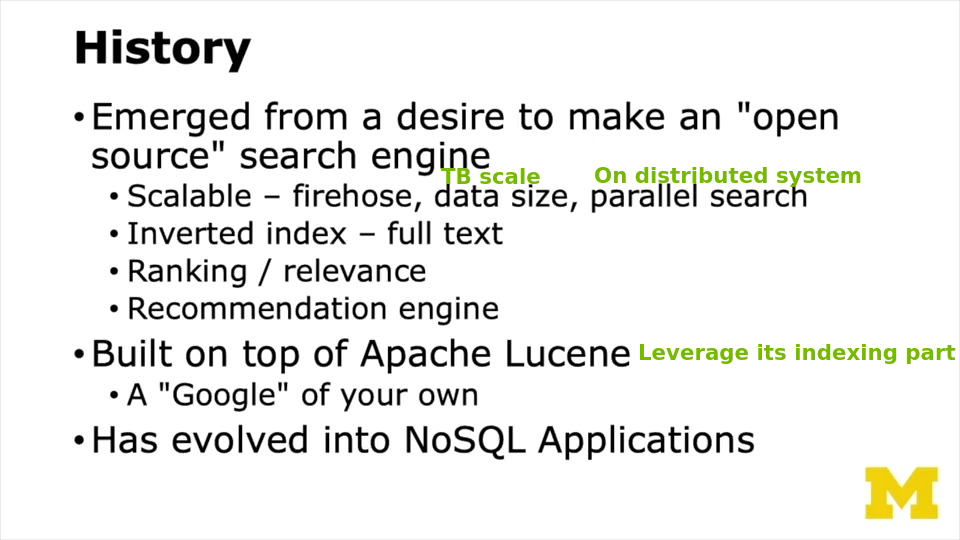 History
• Emerged from a desire to make an "open
source" search engine
TB scale
On distributed system
• Scalable – firehose, data size, parallel search
• Inverted index – full text
• Ranking / relevance
• Recommendation engine
• Built on top of Apache Lucene
Leverage its indexing part
• A "Google" of your own
• Has evolved into NoSQL Applications
M